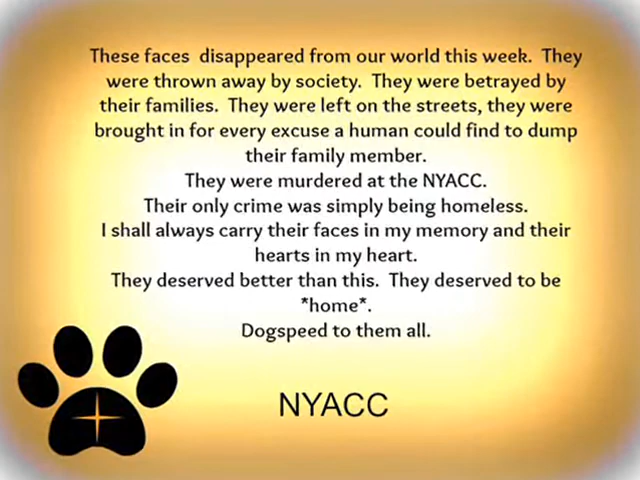 These faces  disappeared from our world this week.  They
were thrown away by society.  They were betrayed by
their families.  They were left on the streets, they were
brought in for every excuse a human could find to dump
their family member.
They were murdered at the NYACC.
Their only crime was simply being homeless.
I shall always carry their faces in my memory and their
hearts in my heart.
They deserved better than this.  They deserved to be
*home*.
Dogspeed to them all.
NYACC